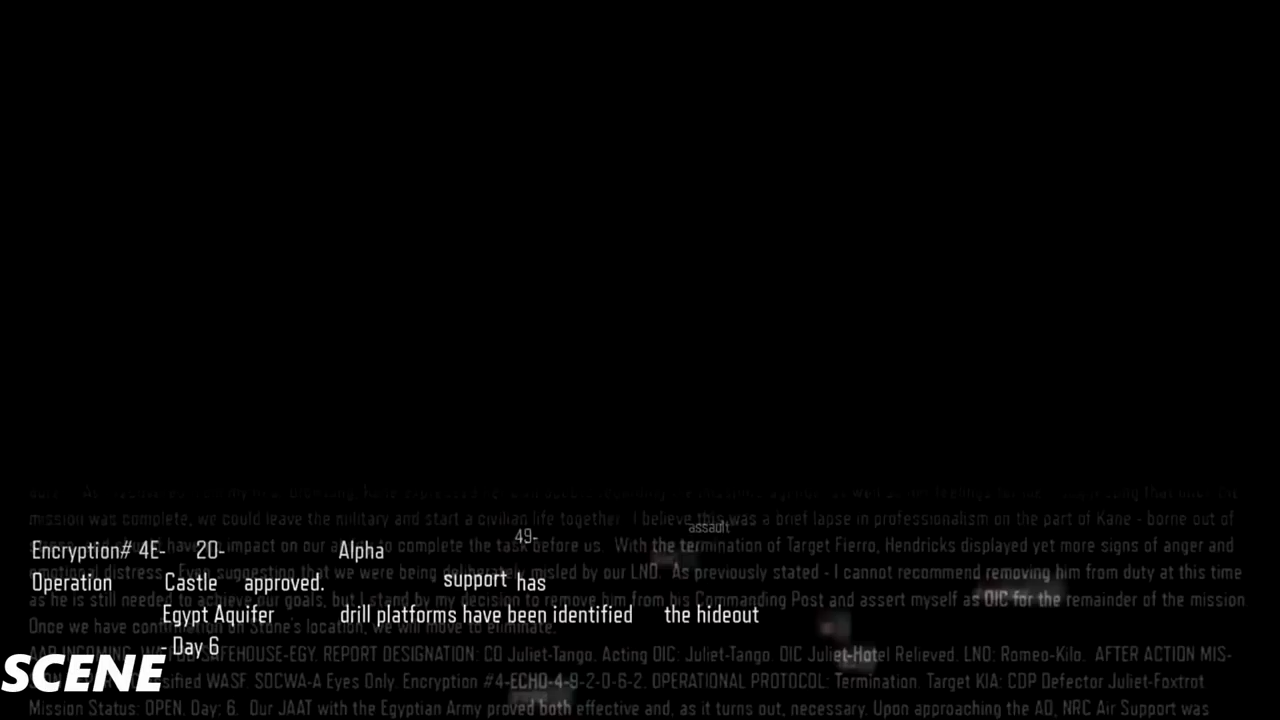 mission was complete, we could leave the military and start a civilian life together. I believe this was a brief lapse in professionalism on the part of Kane - borne out of
assault
49-
impact on our to complete the task before us. With the termination of Target Fiero, Hendricks displayed yet more signs of anger and
Encryption# 4E- 20- Alpha
emotional distress. Even suggesting that we were being deliberately misled by our LNO. As previously stated - I cannot recommend removing him from duty at this time
Operation Castle approved. support has
as he is still needed to achieve our goals, but I stand by my decision to remove him from his Commanding Post and assert myself as OIC for the remainder of the mission
Egypt Aquifer drill platforms have been identified the hideout
Once we have on Stone's location, we will move to eliminate.
- Day 6
SAFEHOUSE-EGY. REPORT DESIGNATION: CO Juliet-Tango. Acting OIC: Juliet-Tango. OIC Juliet-Hotel Relieved. LNO: Romeo-Kilo. AFTER ACTION MIS-
SCENE
WASF. SOCWA-A Eyes Only. Encryption #4-ECHO-4-9-2-0-6-2. OPERATIONAL PROTOCOL: Termination. Target KIA: CDP Defector Juliet-Foxtrot
Mission Status: OPEN. Day: 6. Our JAAT with the Egyptian Army proved both effective and, as it turns out, necessary. Upon approaching the AO, NRC Air Support was